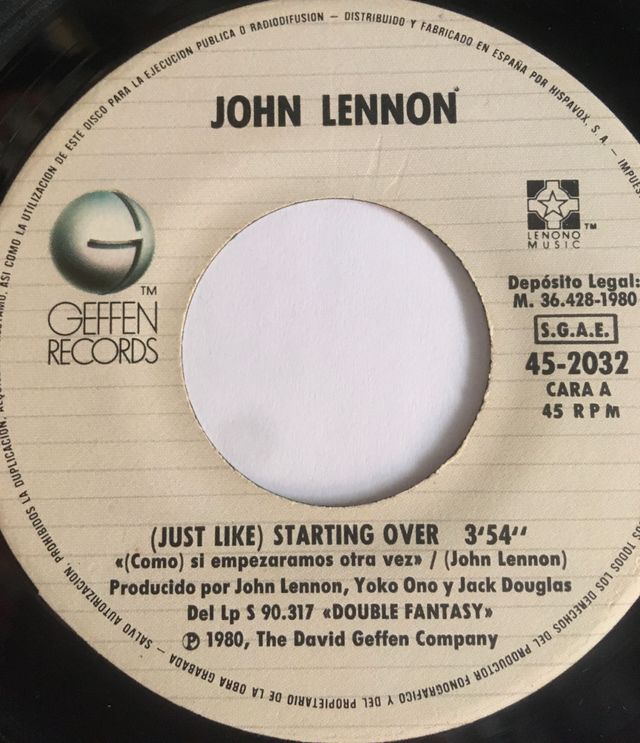 JOHN LENNON
GEFFEN
RECORDS
TM
LENONO
MUSIC
TM
Depósito Legal:
M. 36.428-1980
S.G.A.E.
45-2032
CARA A
45 RPM
(JUST LIKE) STARTING OVER 3'54''
«(Como) si empezaramos otra vez» / (John Lennon)
Producido por John Lennon, Yoko Ono y Jack Douglas
Del Lp S 90.317 «DOUBLE FANTASY»
Ⓟ 1980, The David Geffen Company
TODOS LOS DERECHOS DEL PRODUCTOR FONOGRAFICO Y DEL PROPIETARIO DE LA OBRA GRABADA - SALVO AUTORIZACION, PROHIBIDOS LA DUPLICACION, ASI COMO LA UTILIZACION DE ESTE DISCO PARA LA EJECUCION PUBLICA O RADIODIFUSION - DISTRIBUIDO Y FABRICADO EN ESPAÑA POR HISPAVOX, S. A. -